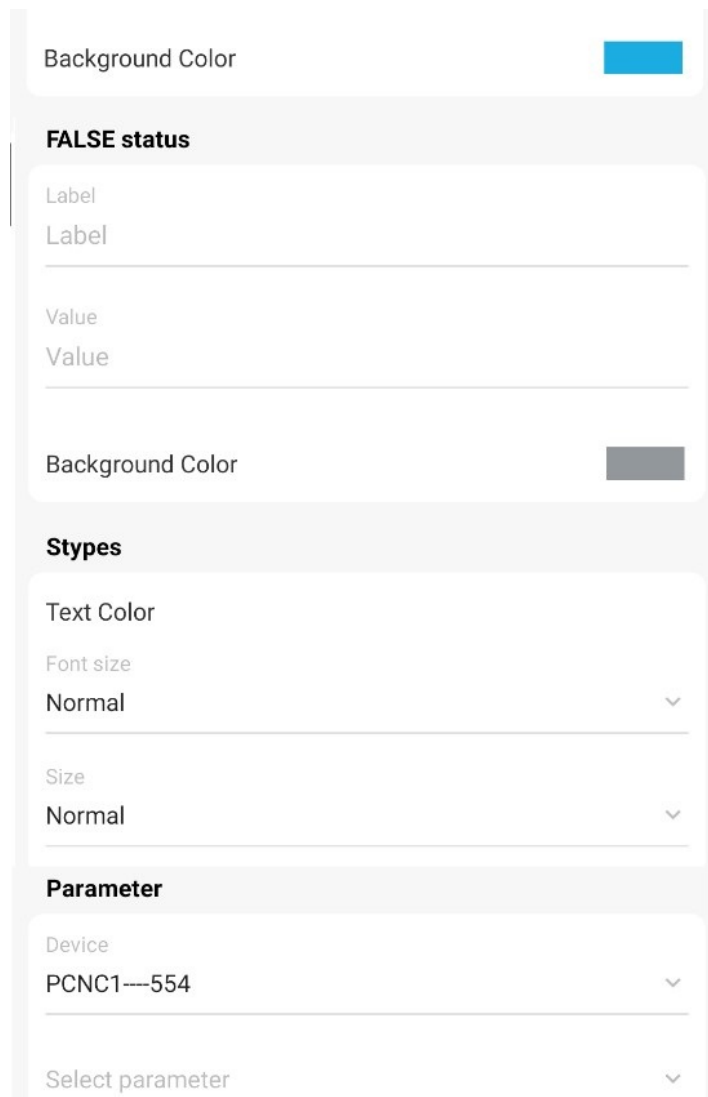 Background Color
FALSE status
Label
Label
Value
Value
Background Color
Stypes
Text Color
Font size
Normal
Size
Normal
Parameter
Device
PCNC1----554
Select parameter